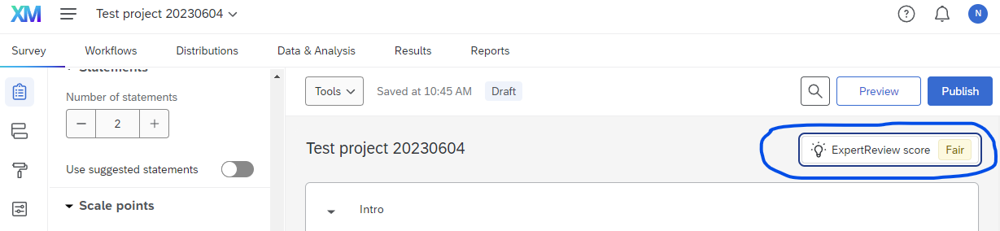 XM Test project 20230604 N
Survey Workflows Distributions Data & Analysis Results Reports
Statements
Number of statements
2
Use suggested statements
Scale points
Tools Saved at 10:45 AM Draft Preview Publish
Test project 20230604 ExpertReview score Fair
Intro